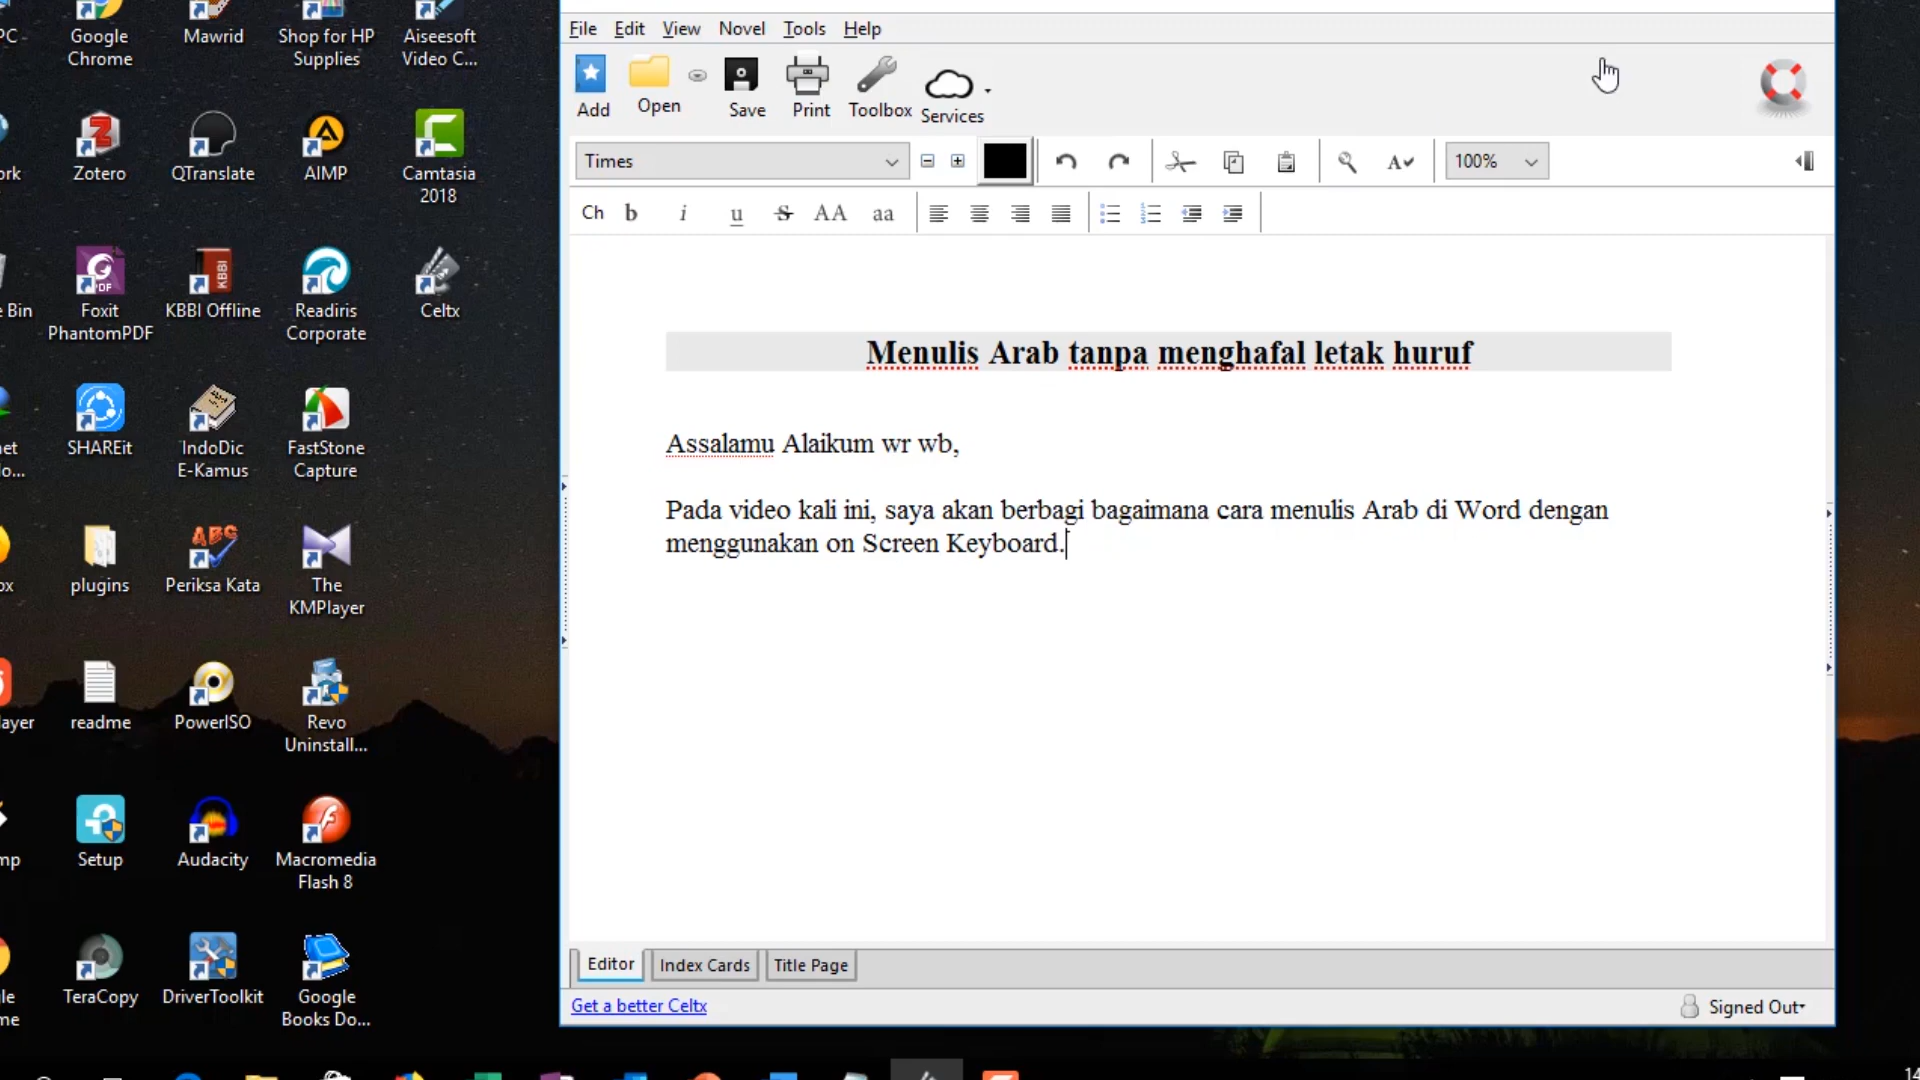 PC
Google
Chrome
Mawrid
Shop for HP
Supplies
Aiseesoft
Video C...
Zotero
QTranslate
AIMP
Camtasia
2018
Bin
Foxit
PhantomPDF
KBBI
KBBI Offline
Readiris
Corporate
Celtx
SHAREit
IndoDic
E-Kamus
FastStone
Capture
plugins
ABC
Periksa Kata
The
KMPlayer
readme
PowerISO
Revo
Uninstall...
Setup
Audacity
Macromedia
Flash 8
TeraCopy
DriverToolkit
Google
Books Do...
File Edit View Novel Tools Help
Add Open Save Print Toolbox Services
Times 100%
Ch b i u S AA aa
Menulis Arab tanpa menghafal letak huruf
Assalamu Alaikum wr wb,
Pada video kali ini, saya akan berbagi bagaimana cara menulis Arab di Word dengan
menggunakan on Screen Keyboard.
Editor Index Cards Title Page
Get a better Celtx Signed Out